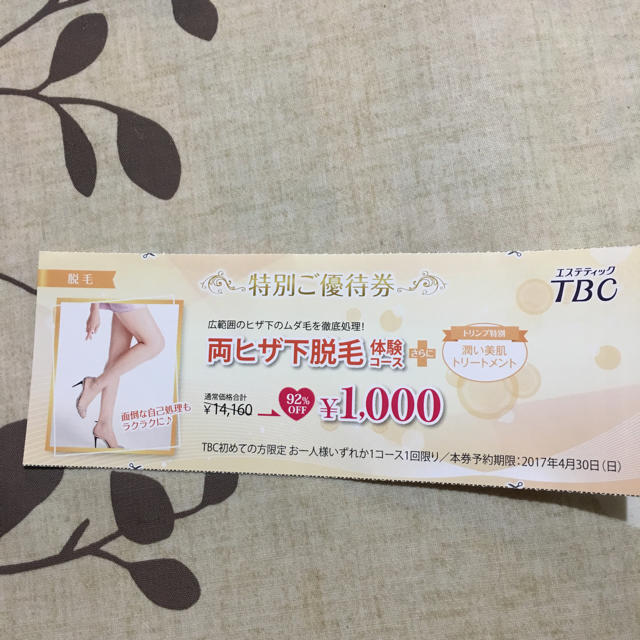 脱毛
特別ご優待券
エステティック
TBC
広範囲のヒザ下のムダ毛を徹底処理!
両ヒザ下脱毛 体験コース さらに + トリンプ特別 潤い美肌トリートメント
面倒な自己処理も
ラクラクに♪
通常価格合計
¥14,160 → 92% OFF ¥1,000
TBC初めての方限定 お一人様いずれか1コース1回限り/本券予約期限:2017年4月30日(日)